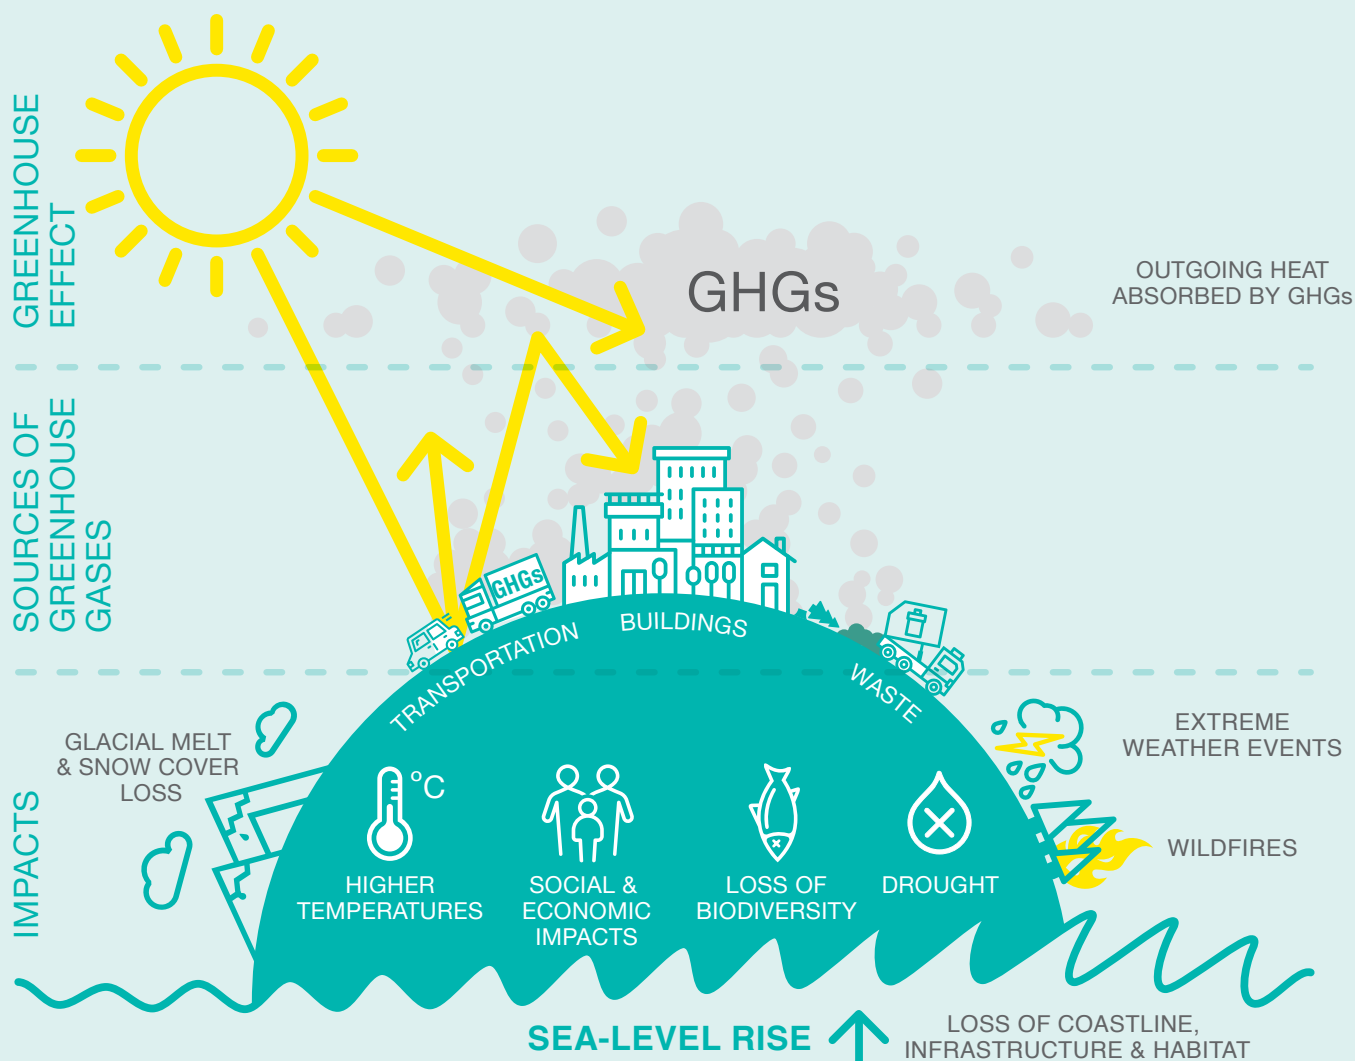 GREENHOUSE
EFFECT
GHGs
OUTGOING HEAT
ABSORBED BY GHGs
SOURCES OF
GREENHOUSE
GASES
GHGs
TRANSPORTATION
BUILDINGS
WASTE
IMPACTS
GLACIAL MELT
& SNOW COVER
LOSS
°C
HIGHER
TEMPERATURES
SOCIAL &
ECONOMIC
IMPACTS
LOSS OF
BIODIVERSITY
DROUGHT
EXTREME
WEATHER EVENTS
WILDFIRES
SEA-LEVEL RISE
LOSS OF COASTLINE,
INFRASTRUCTURE & HABITAT